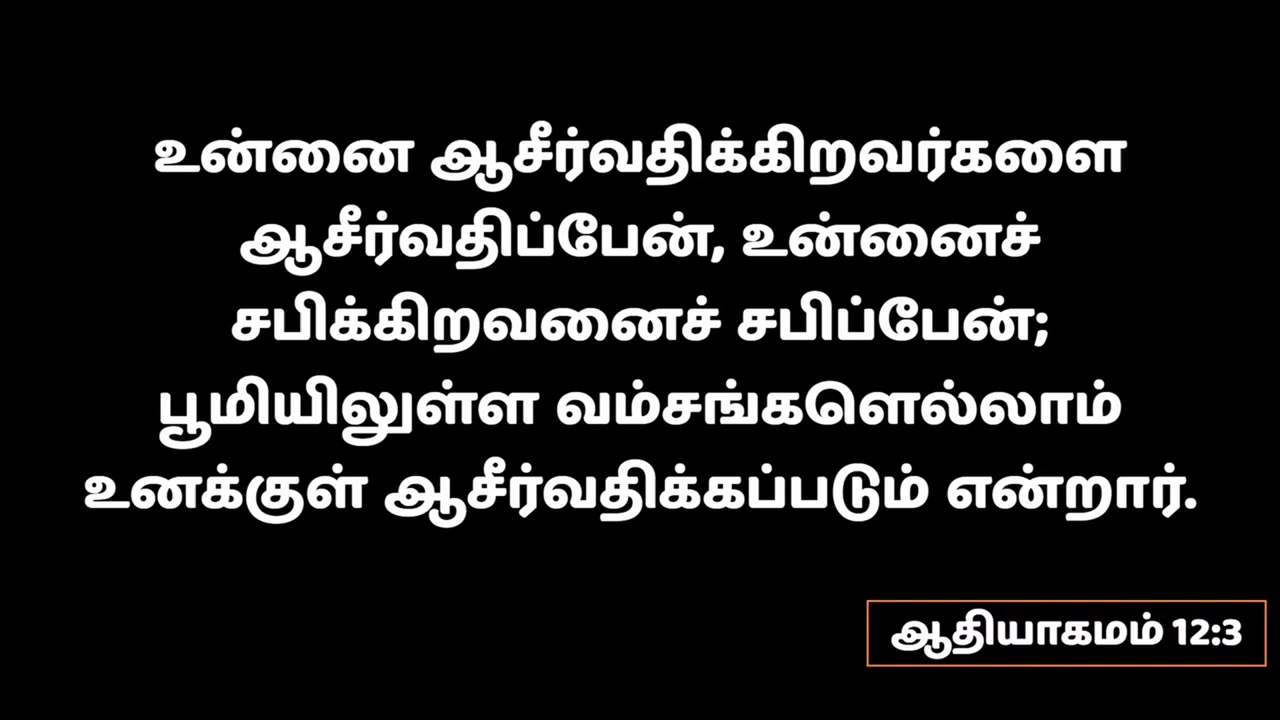 உன்னை ஆசீர்வதிக்கிறவர்களை
ஆசீர்வதிப்பேன், உன்னைச்
சபிக்கிறவனைச் சபிப்பேன்;
பூமியிலுள்ள வம்சங்களெல்லாம்
உனக்குள் ஆசீர்வதிக்கப்படும் என்றார்.
ஆதியாகமம் 12:3